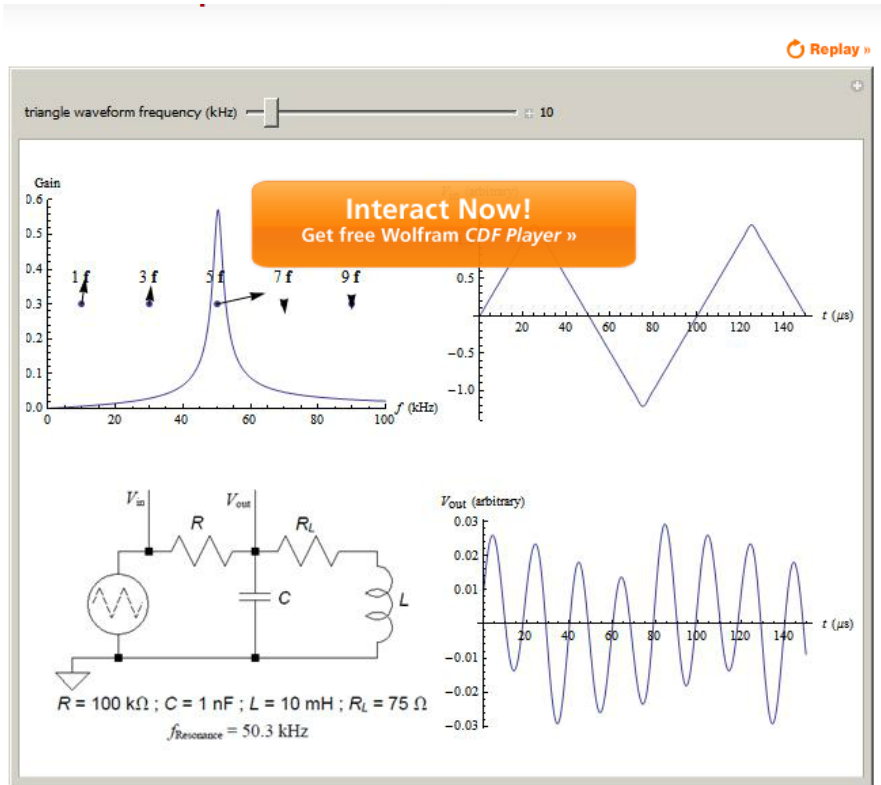 Replay »
triangle waveform frequency (kHz) 10
Gain
0.6
0.5
0.4
0.3
0.2
0.1
0.0
1 f 3 f 5 f 7 f 9 f
0 20 40 60 80 100
f (kHz)
Interact Now!
Get free Wolfram CDF Player »
0.5
−0.5
−1.0
20 40 60 80 100 120 140
t (μs)
Vin
Vout
R
RL
C
L
R = 100 kΩ ; C = 1 nF ; L = 10 mH ; RL = 75 Ω
fResonance = 50.3 kHz
Vout (arbitrary)
0.03
0.02
0.01
−0.01
−0.02
−0.03
20 40 60 80 100 120 140
t (μs)